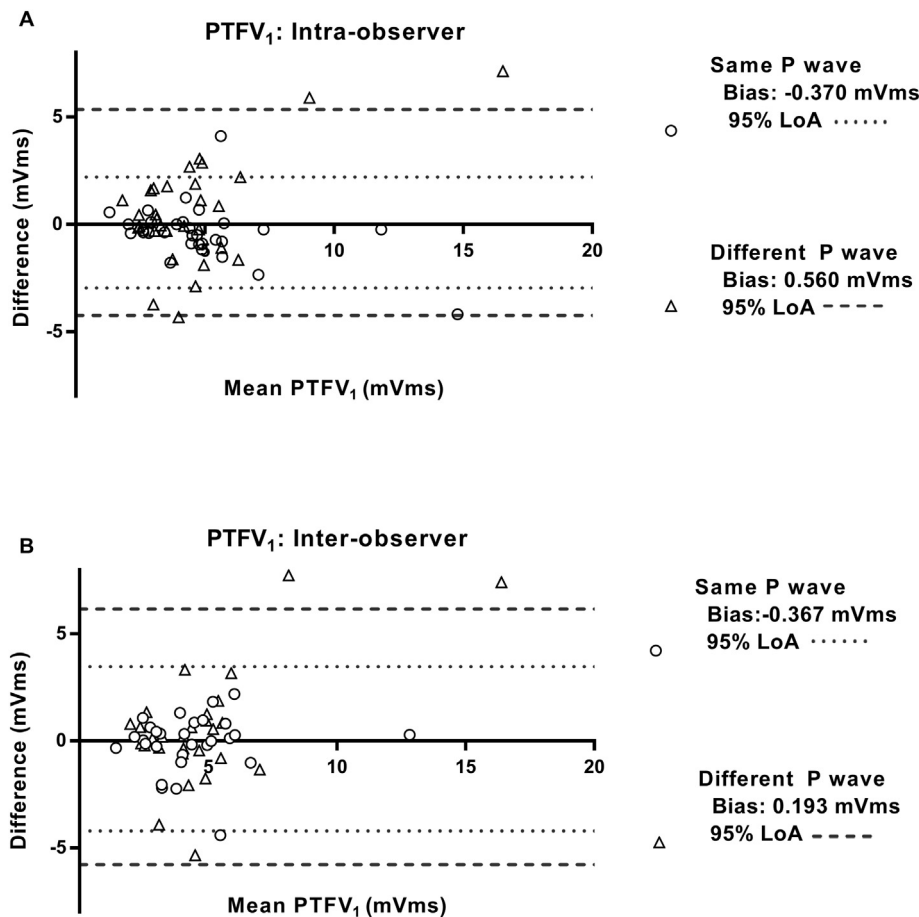 A
PTFV₁: Intra-observer
Difference (mVms)
5
0
-5
5
10
15
20
Mean PTFV₁ (mVms)
Same P wave
Bias: -0.370 mVms
95% LoA
Different P wave
Bias: 0.560 mVms
95% LoA
B
PTFV₁: Inter-observer
Difference (mVms)
5
0
-5
5
10
15
20
Mean PTFV₁ (mVms)
Same P wave
Bias:-0.367 mVms
95% LoA
Different P wave
Bias: 0.193 mVms
95% LoA